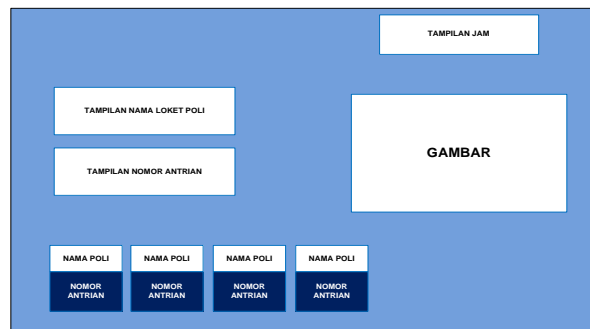 TAMPILAN JAM
TAMPILAN NAMA LOKET POLI
GAMBAR
TAMPILAN NOMOR ANTRIAN
NAMA POLI
NAMA POLI
NAMA POLI
NAMA POLI
NOMOR
ANTRIAN
NOMOR
ANTRIAN
NOMOR
ANTRIAN
NOMOR
ANTRIAN